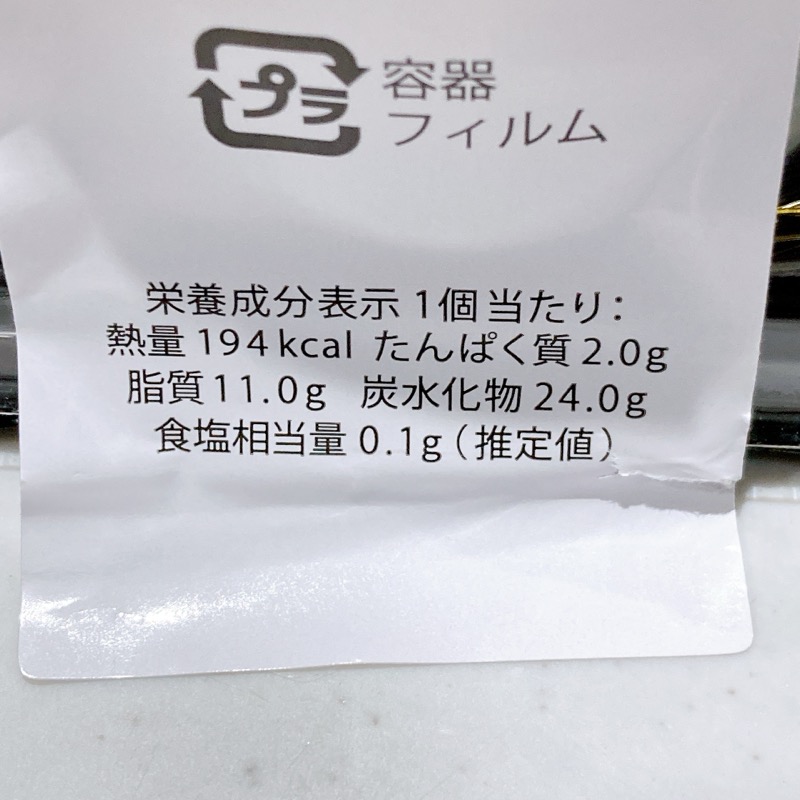 プラ 容器
フィルム
栄養成分表示 1個当たり:
熱量 194kcal たんぱく質 2.0g
脂質 11.0g 炭水化物 24.0g
食塩相当量 0.1g (推定値)